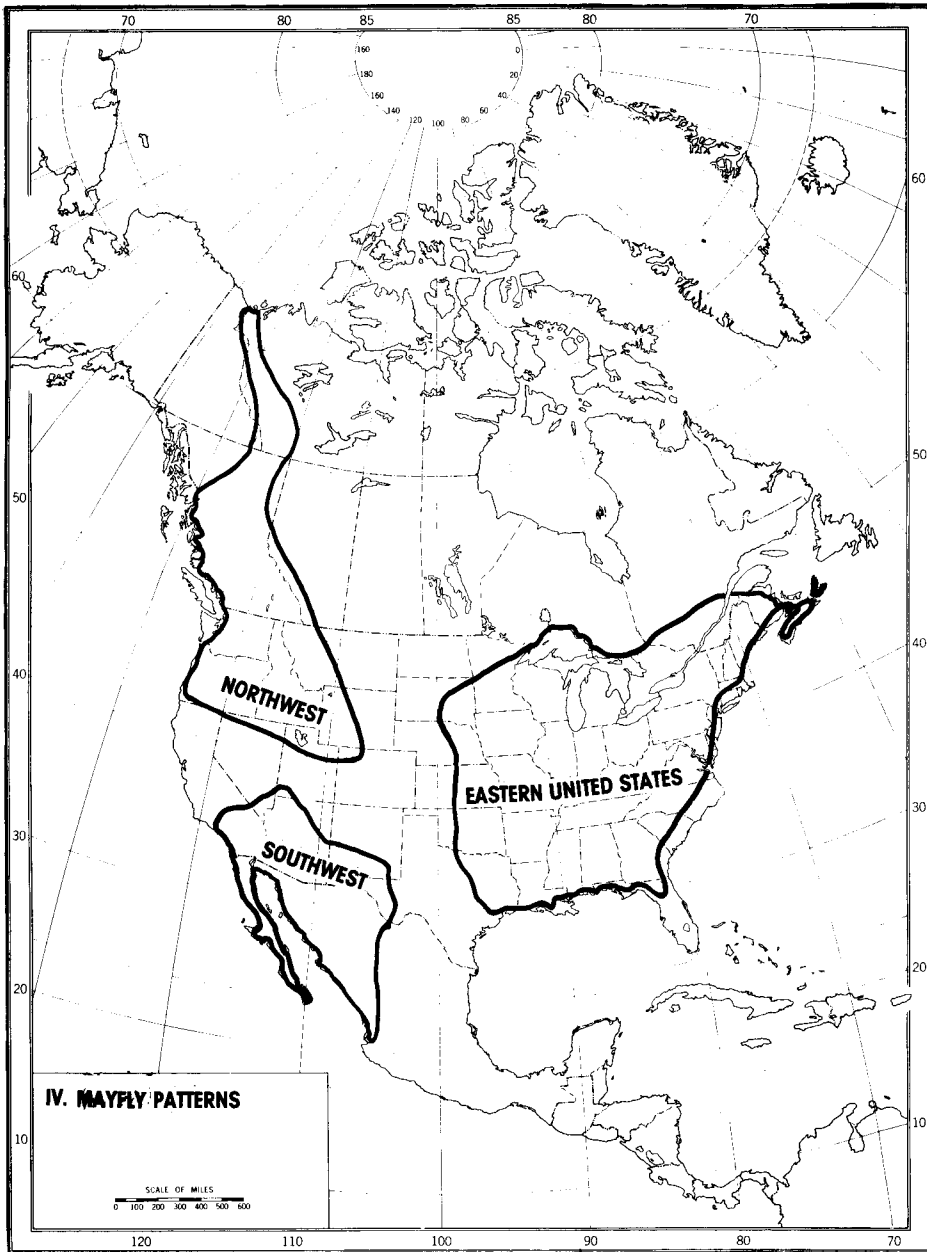 70 80 85 85 80 70
160 0
180 20
160 40
140 60
120 100 80
60
60
50
50
40
40
30
30
20
20
10
10
NORTHWEST
EASTERN UNITED STATES
SOUTHWEST
IV. MAYFLY PATTERNS
SCALE OF MILES
0 100 200 300 400 600
120 110 100 90 80 70